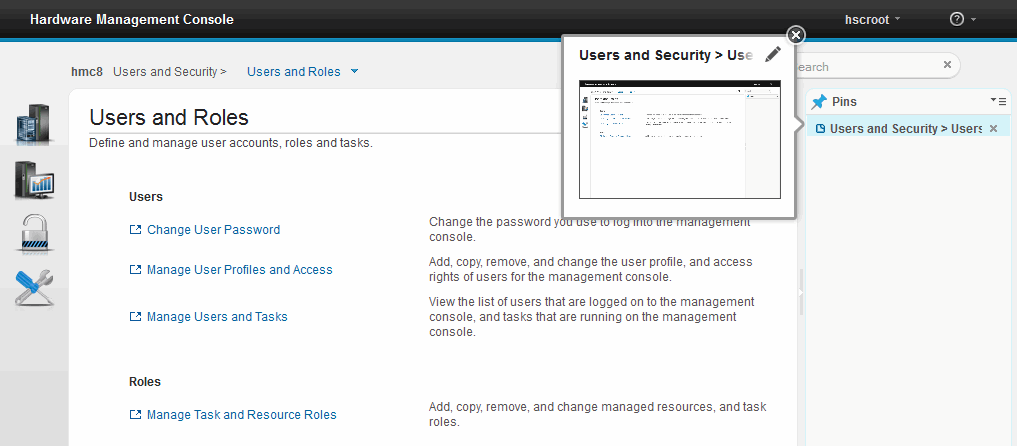 Hardware Management Console
hscroot
?
hmc8 Users and Security > Users and Roles
Users and Security > Use
earch
Pins
Users and Security > Users
Users and Roles
Define and manage user accounts, roles and tasks.
Users
Change User Password
Change the password you use to log into the management
console.
Manage User Profiles and Access
Add, copy, remove, and change the user profile, and access
rights of users for the management console.
Manage Users and Tasks
View the list of users that are logged on to the management
console, and tasks that are running on the management
console.
Roles
Manage Task and Resource Roles
Add, copy, remove, and change managed resources, and task
roles.